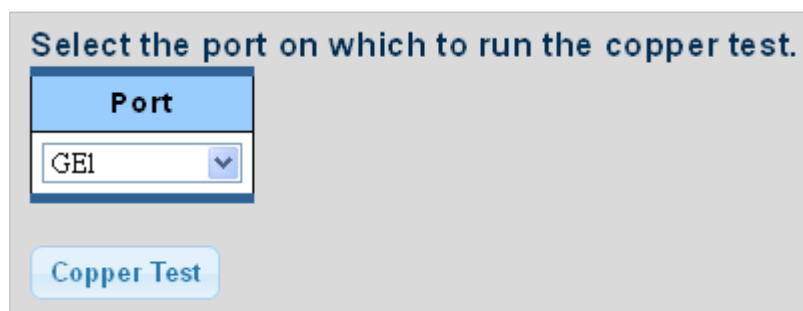 Select the port on which to run the copper test.
Port
GE1
Copper Test